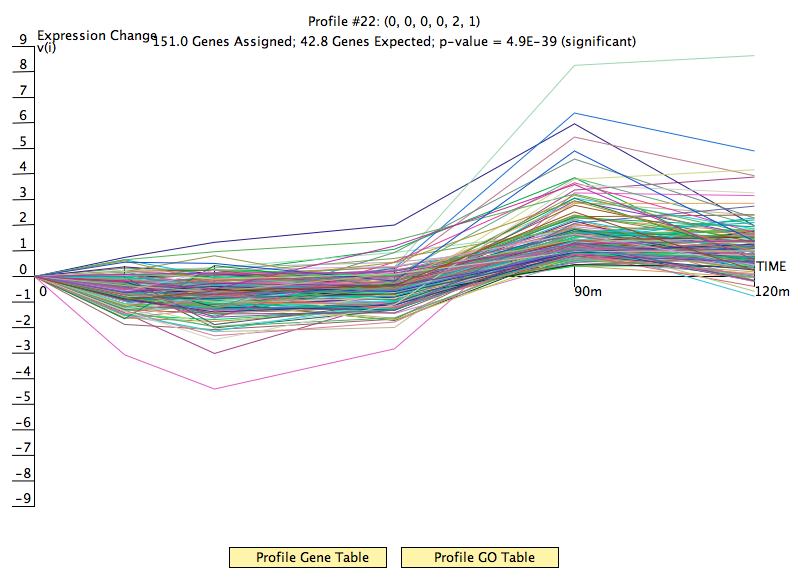 Profile #22: (0, 0, 0, 0, 2, 1)
Expression Change
v(i)
151.0 Genes Assigned; 42.8 Genes Expected; p-value = 4.9E-39 (significant)
9
8
7
6
5
4
3
2
1
0
-1
-2
-3
-4
-5
-6
-7
-8
-9
0
90m
120m
TIME
Profile Gene Table
Profile GO Table